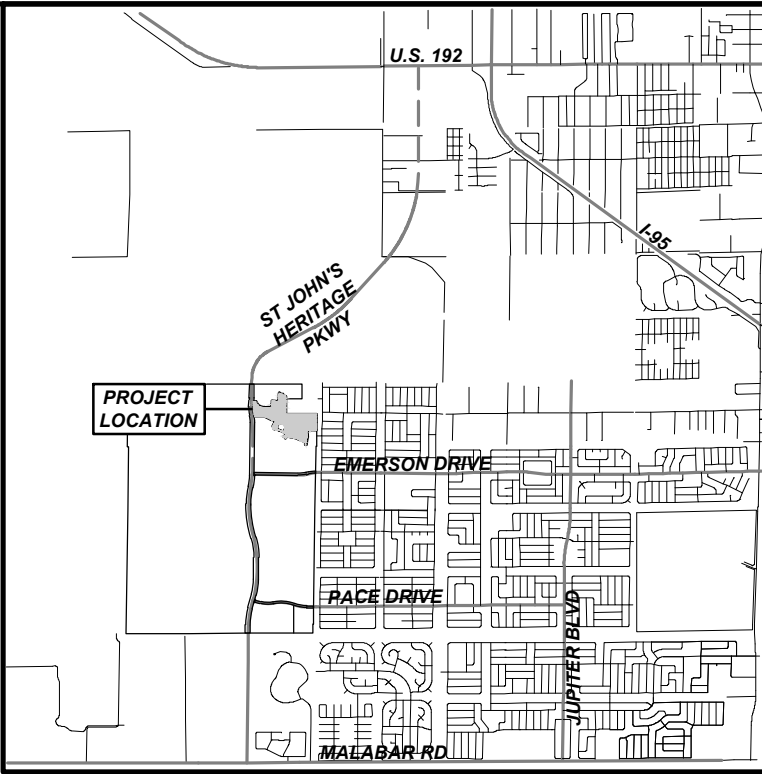 U.S. 192
I-95
ST JOHN'S
HERITAGE
PKWY
PROJECT
LOCATION
EMERSON DRIVE
PACE DRIVE
JUPITER BLVD
MALABAR RD